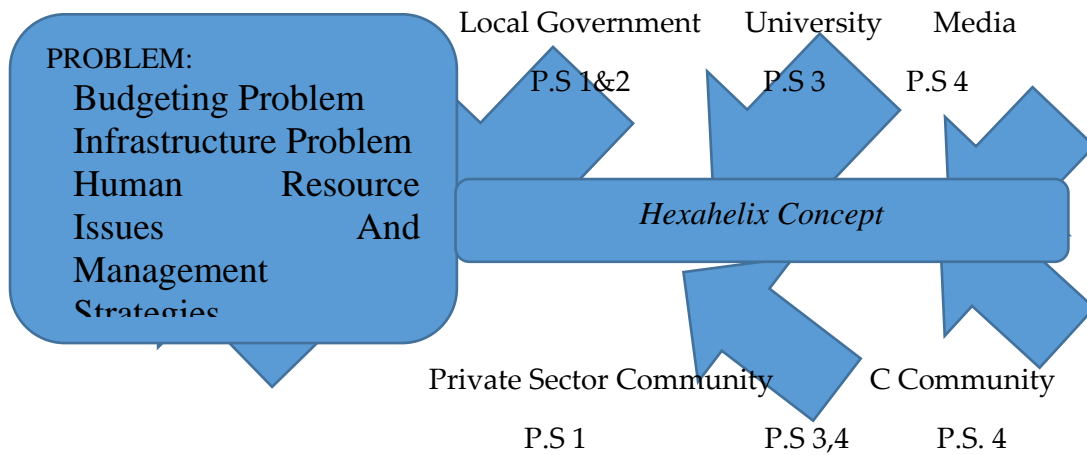 Local Government University Media
PROBLEM:
P.S 1&2 P.S 3 P.S 4
Budgeting Problem
Infrastructure Problem
Human Resource
Issues And
Management
Strategies
Hexahelix Concept
Private Sector Community C Community
P.S 1 P.S 3,4 P.S. 4